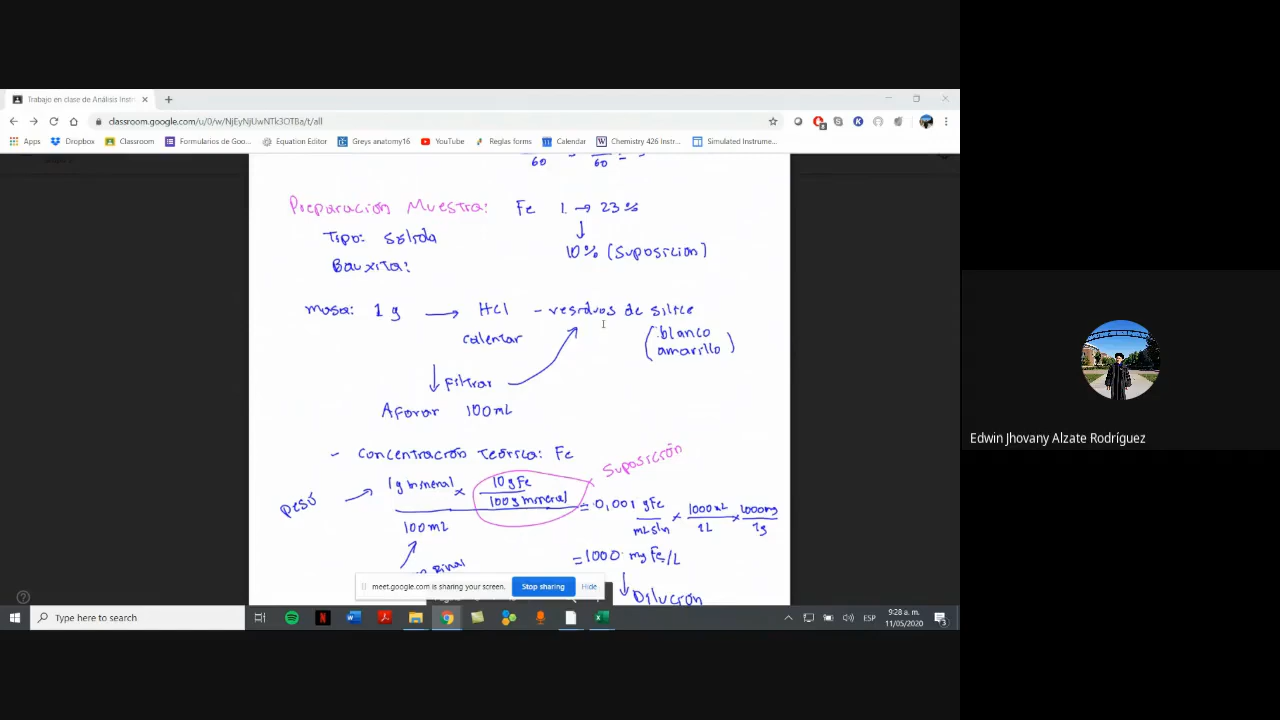 Trabajo en clase de Análisis Instr
classroom.google.com/u/0/w/NjEyNjUwNTk3OTBa/t/all
Apps Dropbox Classroom Formularios de Goo... Equation Editor Greys anatomy16 YouTube Reglas forms Calendar Chemistry 426 Instr... Simulated Instrume...
60 60
Preparación Muestra: Fe 1 → 23%
Tipo: Sólida
10% (Suposición)
Bauxita:
masa: 1 g → HCl - residuos de sílice
calentar
(blanco
amarillo)
↓ Filtrar
Aforar 100mL
- Concentración Teórica: Fe
Suposición
peso → 1g mineral x 10gFe
100g mineral
= 0,001 gFe x 1000mL x 1000mg
100mL
mL sln 1L 1g
= 1000 mg Fe/L
meet.google.com is sharing your screen. Stop sharing Hide
↓ Dilución
Edwin Jhovany Alzate Rodríguez
Type here to search
ESP
9:28 a. m.
11/05/2020